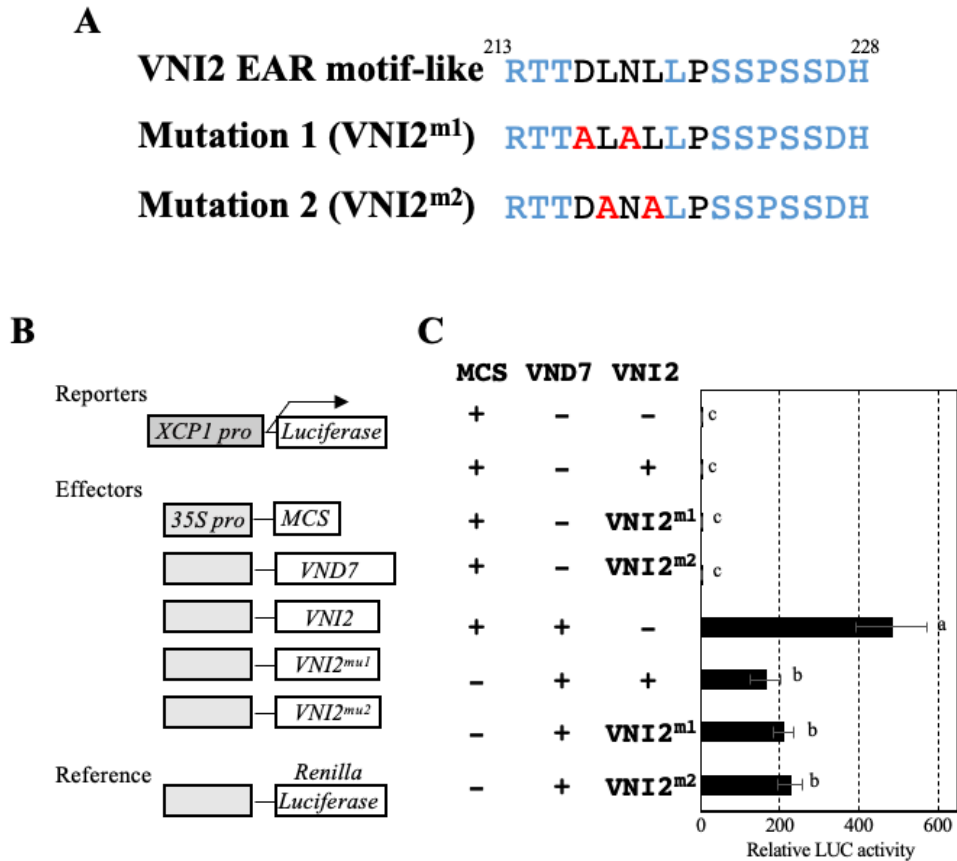 A
213 228
VNI2 EAR motif-like RTTDLNLLPSSPSSDH
Mutation 1 (VNI2m1) RTTALALLPSSPSSDH
Mutation 2 (VNI2m2) RTTDANALPSSPSSDH
B
Reporters
XCP1 pro Luciferase
Effectors
35S pro MCS
VND7
VNI2
VNI2mu1
VNI2mu2
Reference
Renilla
Luciferase
C
MCS VND7 VNI2
+ − − c
+ − + c
+ − VNI2m1 c
+ − VNI2m2 c
+ + − a
− + + b
− + VNI2m1 b
− + VNI2m2 b
0 200 400 600
Relative LUC activity